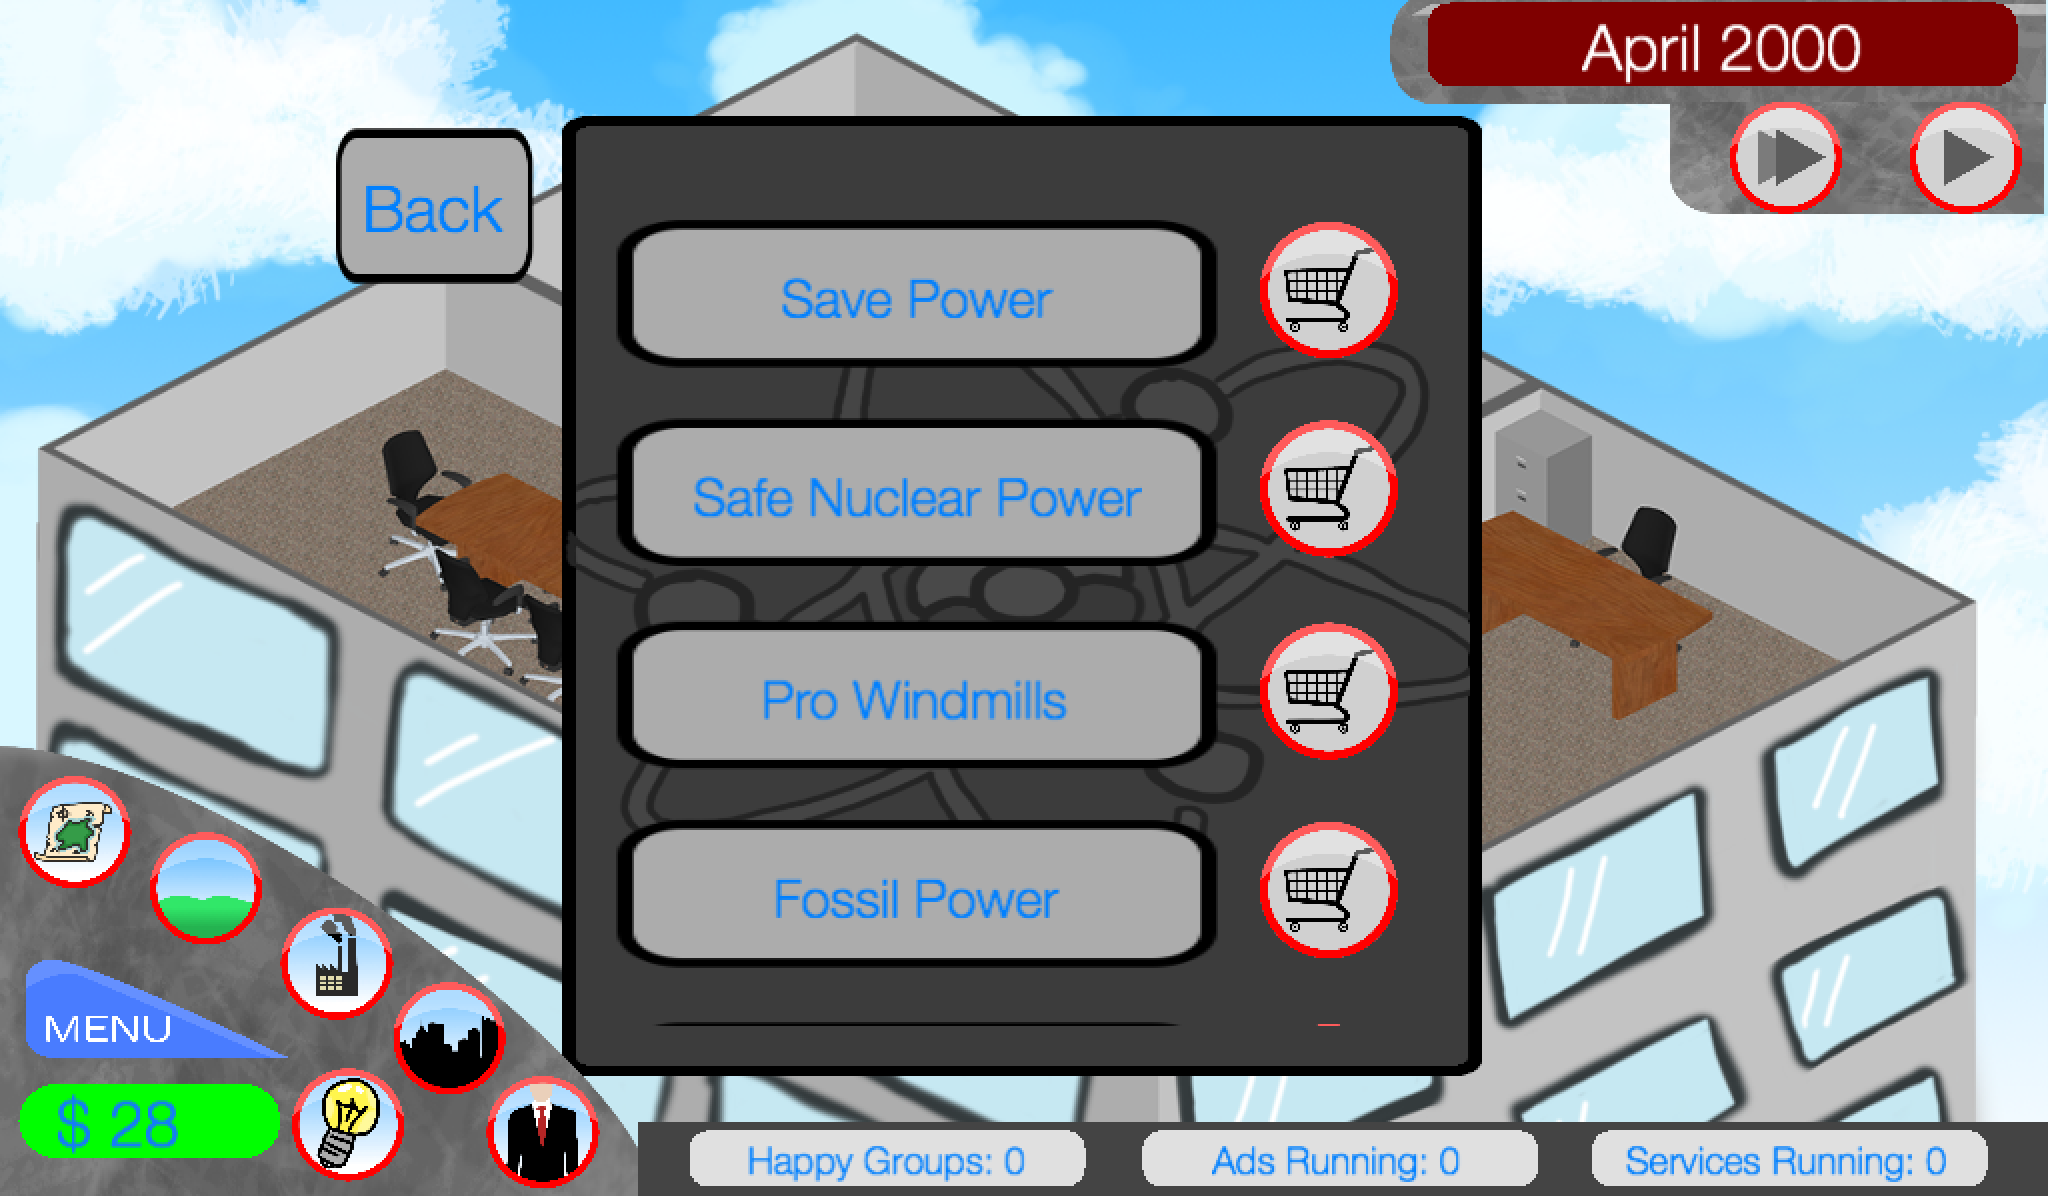 April 2000
Back
Save Power
Safe Nuclear Power
Pro Windmills
Fossil Power
MENU
$ 28
Happy Groups: 0
Ads Running: 0
Services Running: 0